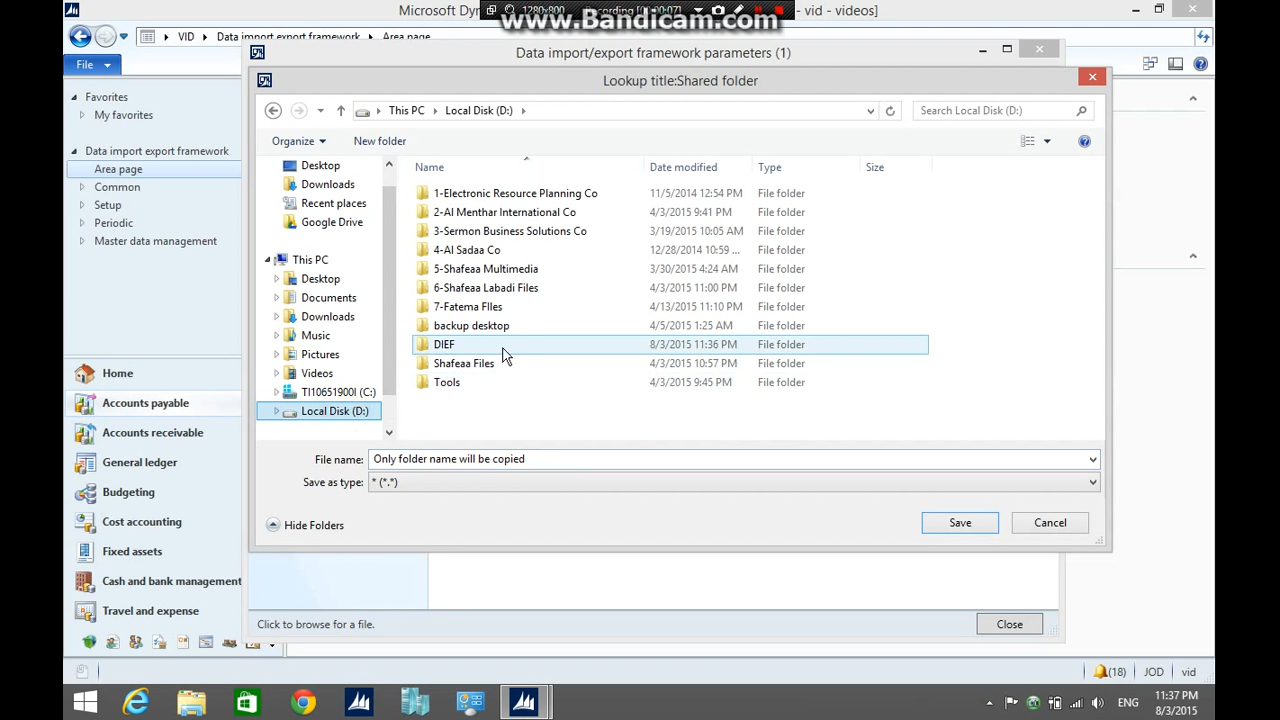 Microsoft Dyn
Recording [00:00:07]
1280x800
- vid - videos]
www.Bandicam.com
VID
Data import export framework
Area page
File
Data import/export framework parameters (1)
Lookup title:Shared folder
This PC
Local Disk (D:)
Search Local Disk (D:)
Organize
New folder
Name
Date modified
Type
Size
1-Electronic Resource Planning Co 11/5/2014 12:54 PM File folder
2-Al Menthar International Co 4/3/2015 9:41 PM File folder
3-Sermon Business Solutions Co 3/19/2015 10:05 AM File folder
4-Al Sadaa Co 12/28/2014 10:59 ... File folder
5-Shafeaa Multimedia 3/30/2015 4:24 AM File folder
6-Shafeaa Labadi Files 4/3/2015 11:00 PM File folder
7-Fatema FIles 4/13/2015 11:10 PM File folder
backup desktop 4/5/2015 1:25 AM File folder
DIEF 8/3/2015 11:36 PM File folder
Shafeaa Files 4/3/2015 10:57 PM File folder
Tools 4/3/2015 9:45 PM File folder
Desktop
Downloads
Recent places
Google Drive
This PC
Desktop
Documents
Downloads
Music
Pictures
Videos
TI10651900I (C:)
Local Disk (D:)
File name: Only folder name will be copied
Save as type: * (*.*)
Hide Folders
Save
Cancel
Favorites
My favorites
Data import export framework
Area page
Common
Setup
Periodic
Master data management
Home
Accounts payable
Accounts receivable
General ledger
Budgeting
Cost accounting
Fixed assets
Cash and bank management
Travel and expense
Click to browse for a file.
Close
(18)
JOD
vid
ENG
11:37 PM
8/3/2015